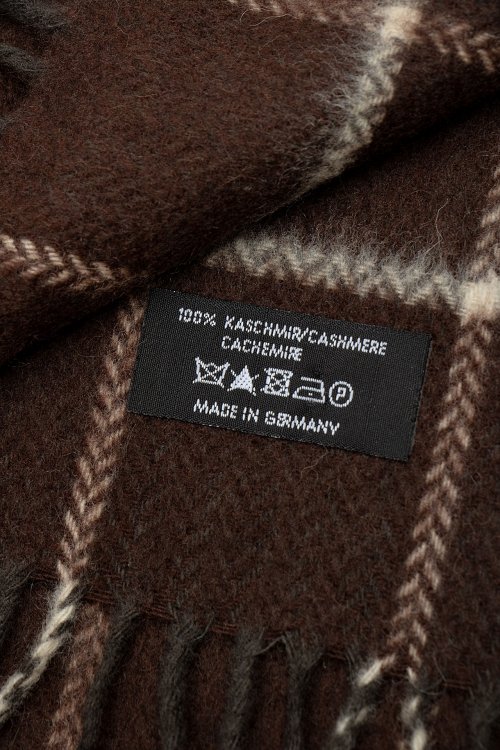 100% KASCHMIR/CASHMERE
CACHEMIRE
P
MADE IN GERMANY